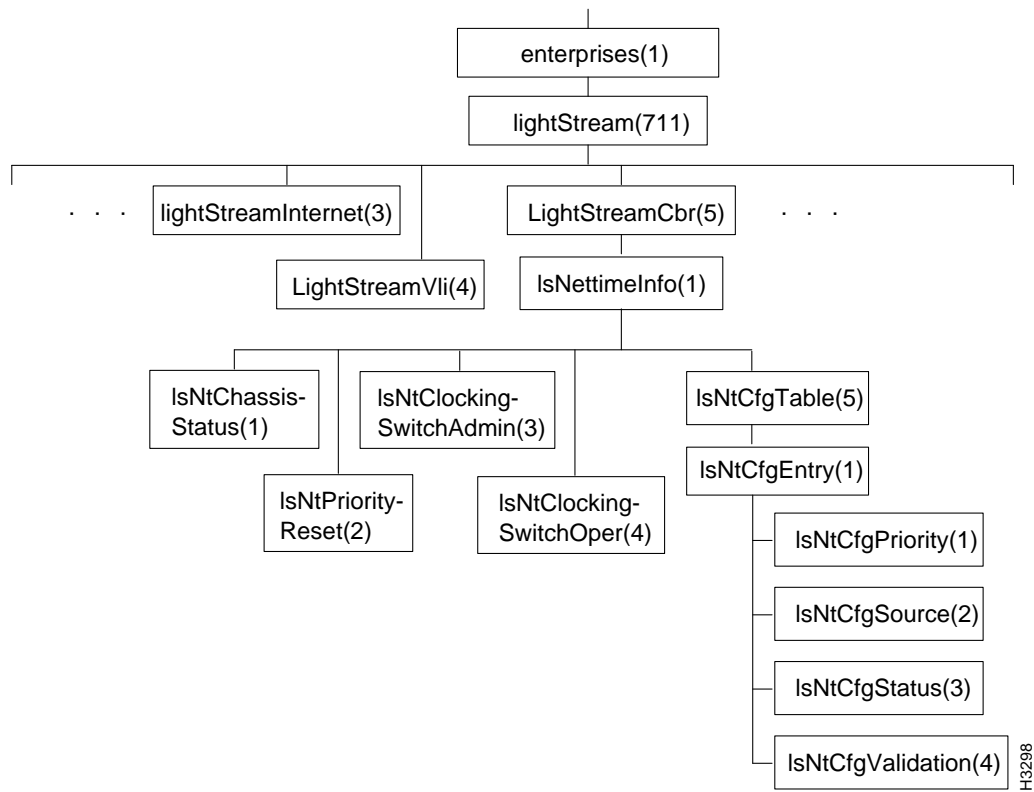 enterprises(1)
lightStream(711)
. . .
lightStreamInternet(3)
LightStreamCbr(5)
. . .
LightStreamVli(4)
lsNettimeInfo(1)
lsNtChassis-
Status(1)
lsNtClocking-
SwitchAdmin(3)
lsNtCfgTable(5)
lsNtPriority-
Reset(2)
lsNtClocking-
SwitchOper(4)
lsNtCfgEntry(1)
lsNtCfgPriority(1)
lsNtCfgSource(2)
lsNtCfgStatus(3)
lsNtCfgValidation(4)
H3298